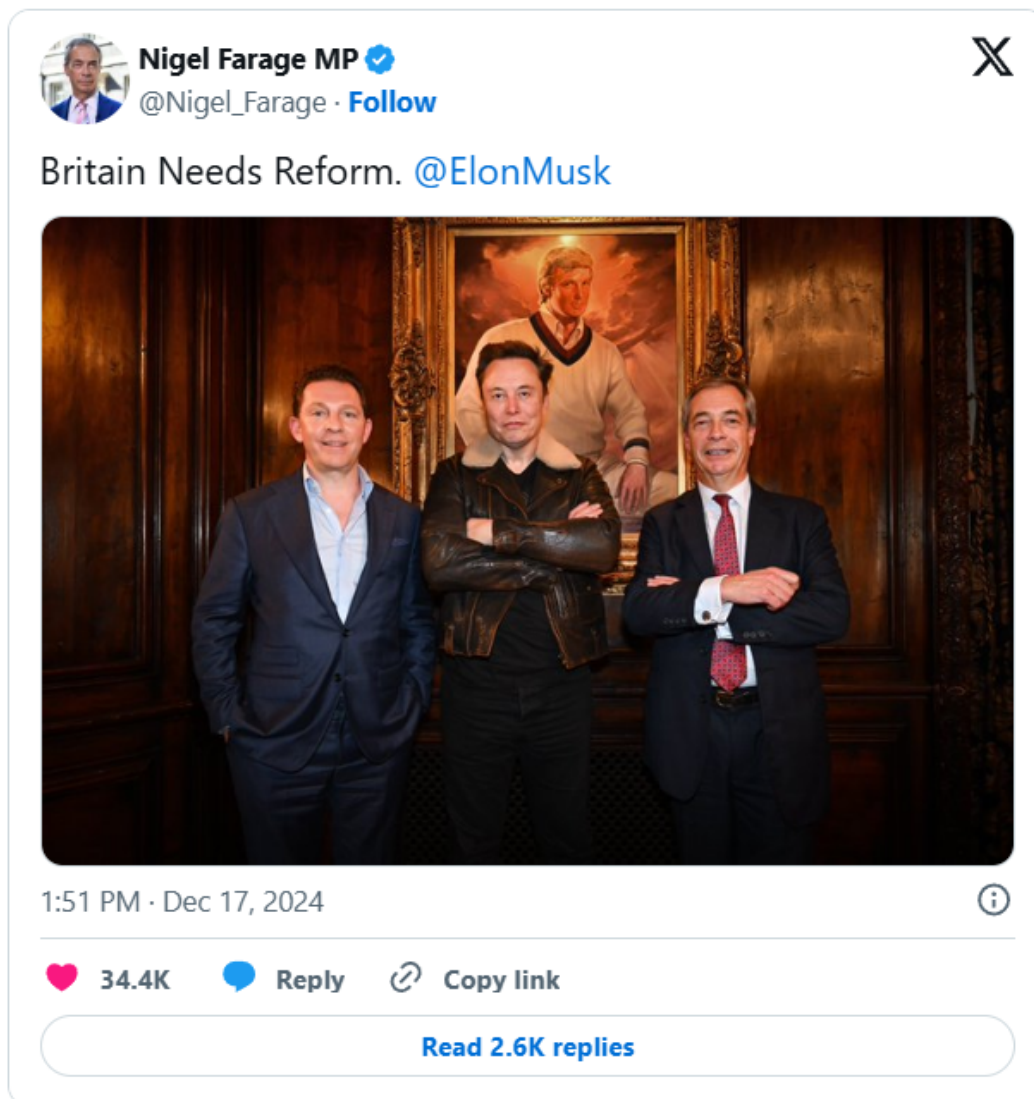 Nigel Farage MP
@Nigel_Farage · Follow
Britain Needs Reform. @ElonMusk
1:51 PM · Dec 17, 2024
34.4K Reply Copy link
Read 2.6K replies